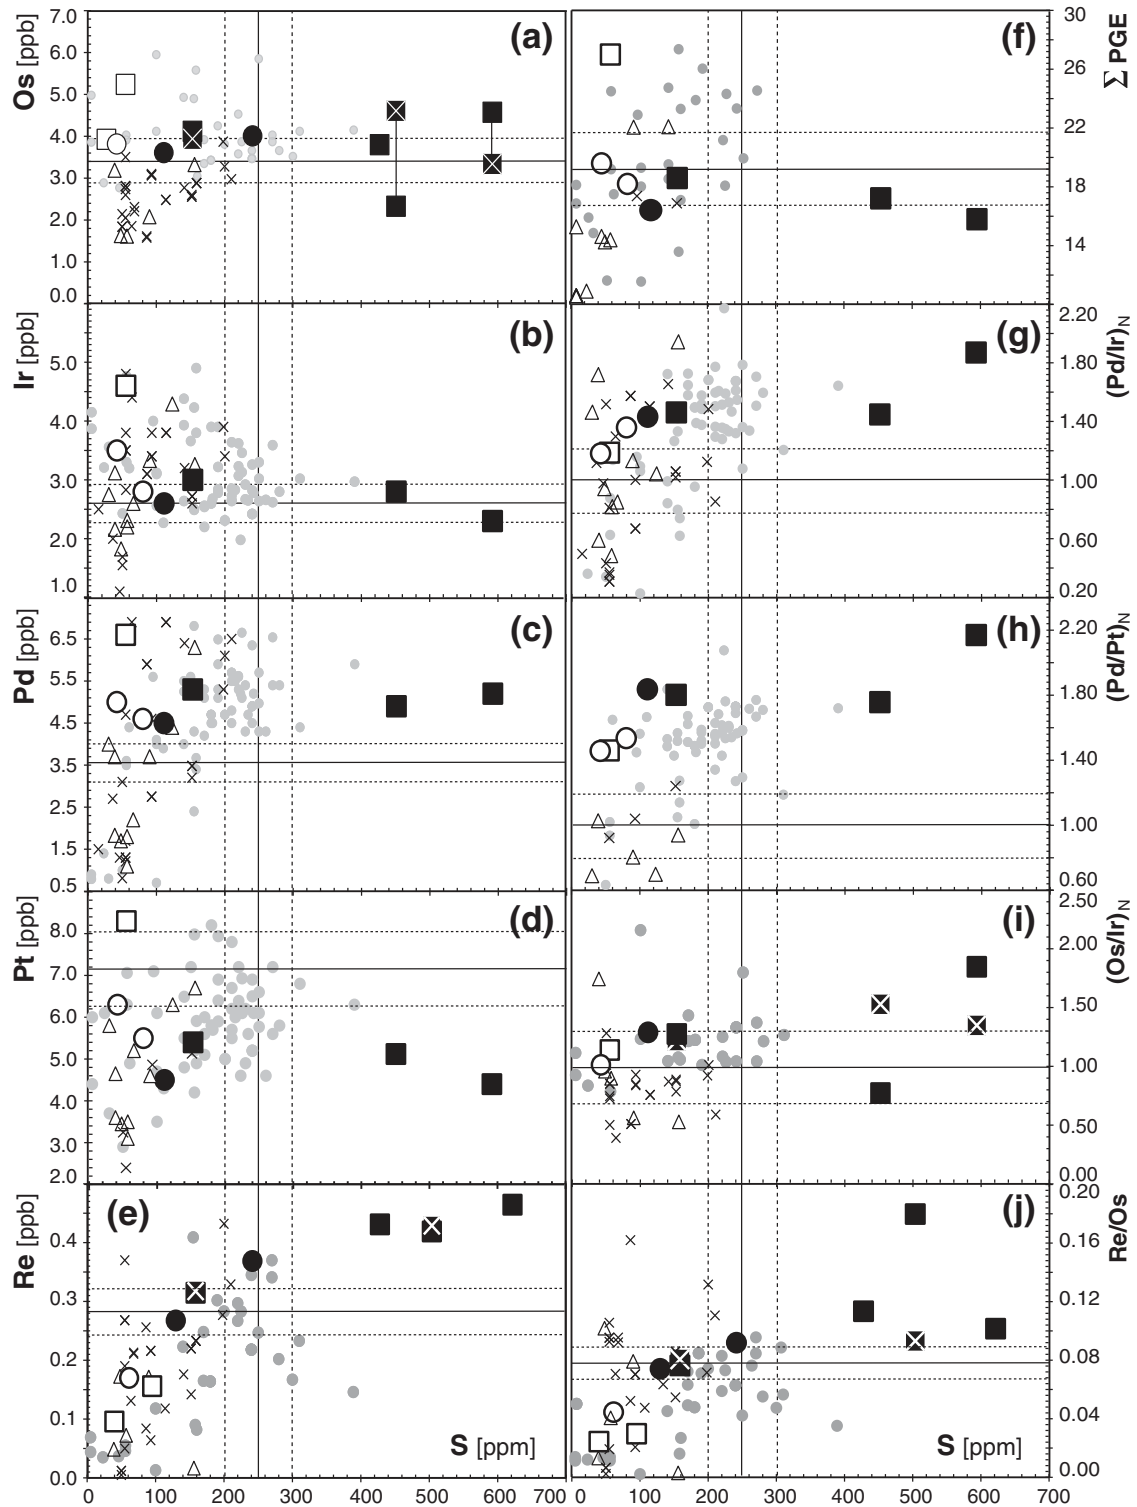 (a)
Os [ppb]
7.0
6.0
5.0
4.0
3.0
2.0
1.0
0.0
(f)
Σ PGE
30
26
22
18
14
(b)
Ir [ppb]
5.0
4.0
3.0
2.0
1.0
(g)
(Pd/Ir)N
2.20
1.80
1.40
1.00
0.60
0.20
(c)
Pd [ppb]
6.5
5.5
4.5
3.5
2.5
1.5
0.5
(h)
(Pd/Pt)N
2.20
1.80
1.40
1.00
0.60
(d)
Pt [ppb]
8.0
7.0
6.0
5.0
4.0
3.0
2.0
(i)
(Os/Ir)N
2.50
2.00
1.50
1.00
0.50
0.00
(e)
Re [ppb]
0.4
0.3
0.2
0.1
0.0
S [ppm]
0 100 200 300 400 500 600 700
(j)
Re/Os
0.20
0.16
0.12
0.08
0.04
0.00
S [ppm]
0 100 200 300 400 500 600 700